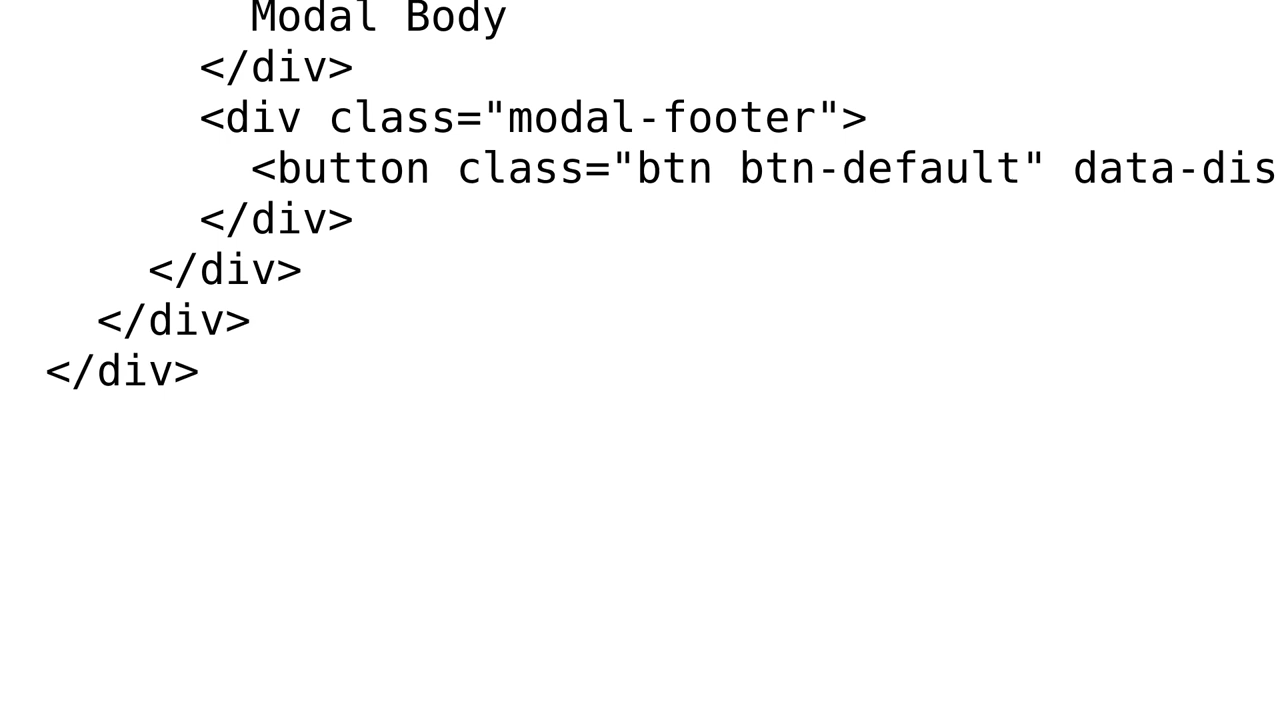 Modal Body
</div>
<div class="modal-footer">
<button class="btn btn-default" data-dis
</div>
</div>
</div>
</div>